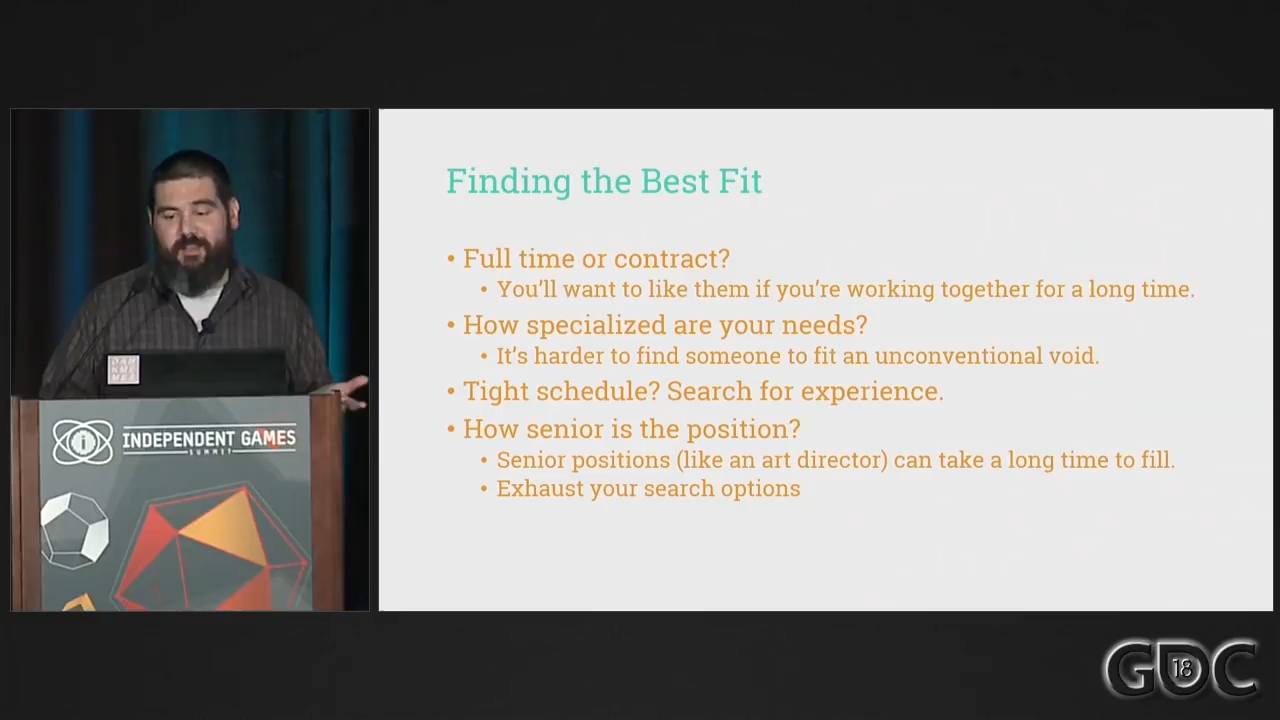 Finding the Best Fit
• Full time or contract?
• You'll want to like them if you're working together for a long time.
• How specialized are your needs?
• It's harder to find someone to fit an unconventional void.
• Tight schedule? Search for experience.
• How senior is the position?
• Senior positions (like an art director) can take a long time to fill.
• Exhaust your search options
INDEPENDENT GAMES
SUMMIT
GDC
18